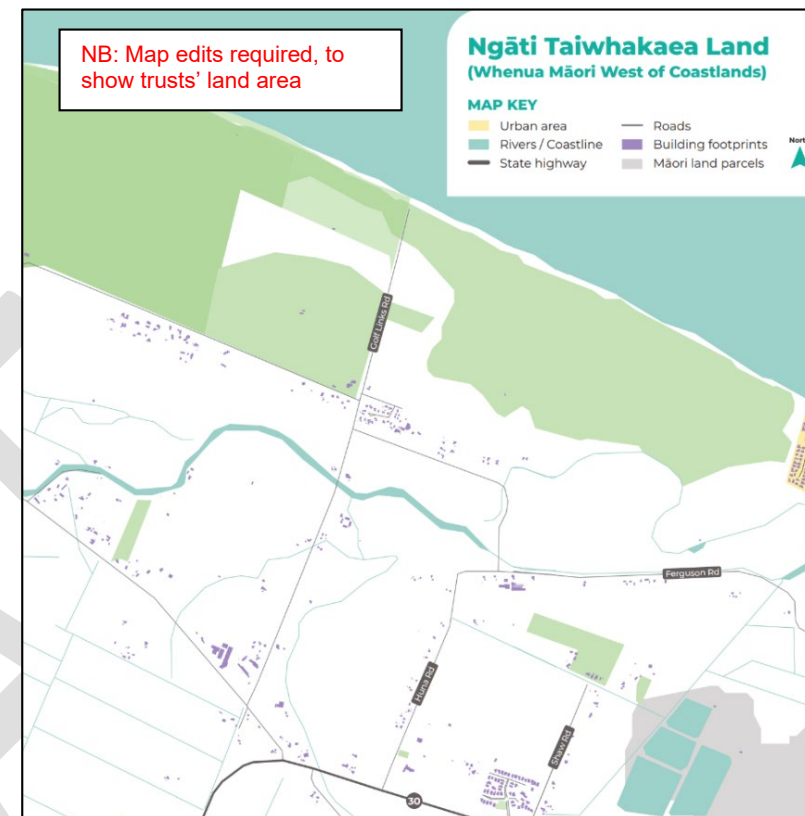 NB: Map edits required, to
show trusts' land area
Ngāti Taiwhakaea Land
(Whenua Māori West of Coastlands)
MAP KEY
Urban area
Rivers / Coastline
State highway
Roads
Building footprints
Māori land parcels
North
Golf Links Rd
Ferguson Rd
Huna Rd
Shaw Rd
30